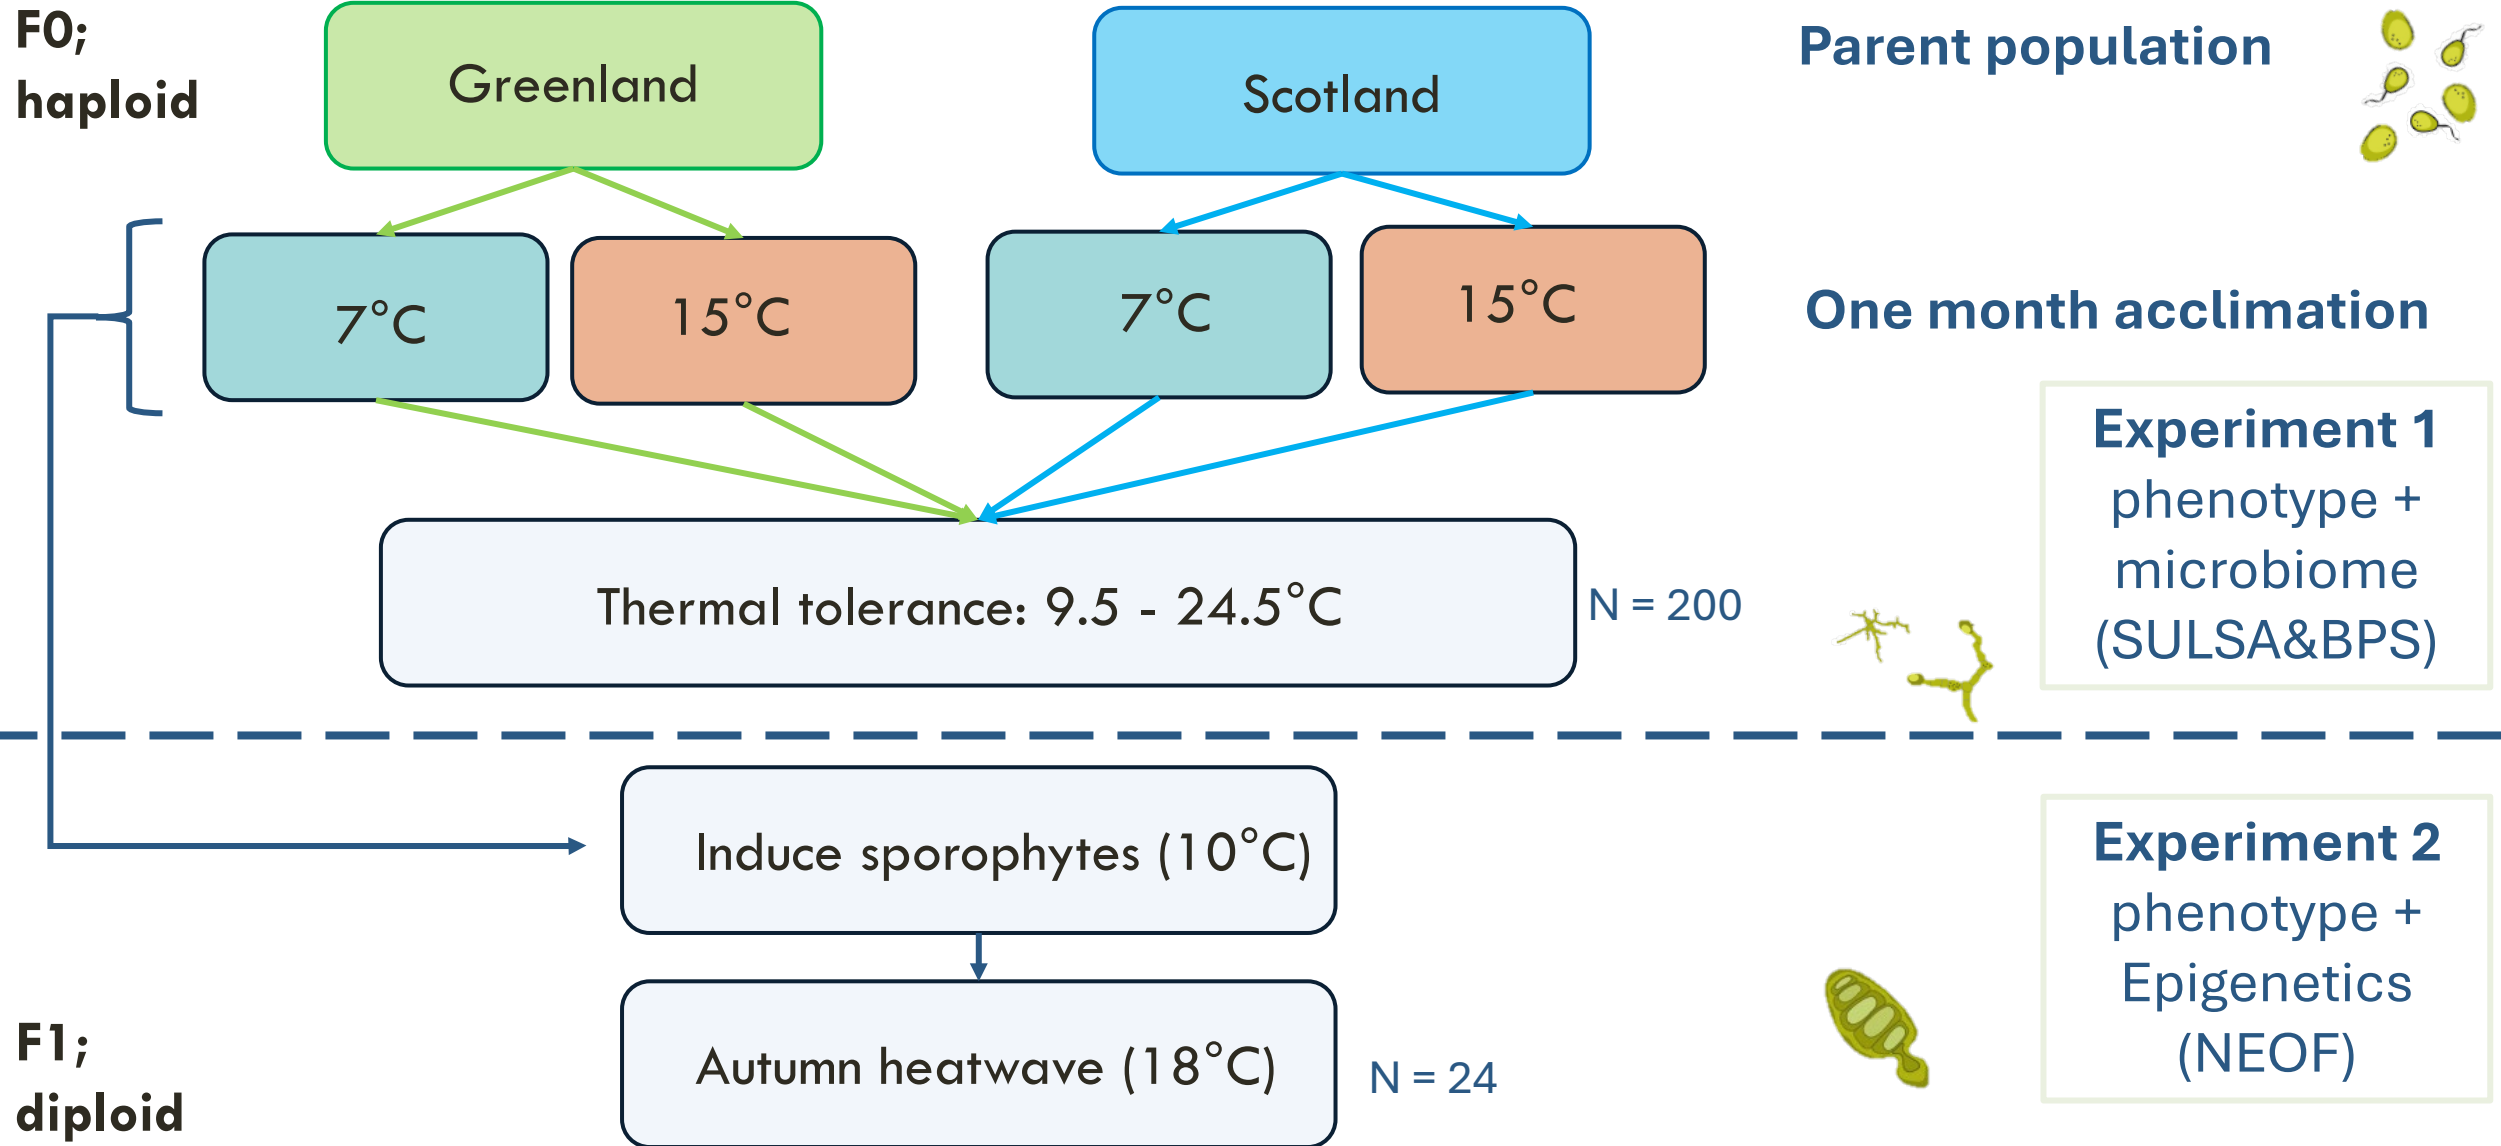 F0;
haploid
Greenland
Scotland
Parent population
7°C
15°C
7°C
15°C
One month acclimation
Experiment 1
phenotype +
microbiome
(SULSA&BPS)
Thermal tolerance: 9.5 - 24.5°C
N = 200
Induce sporophytes (10°C)
Experiment 2
phenotype +
Epigenetics
(NEOF)
Autumn heatwave (18°C)
N = 24
F1;
diploid